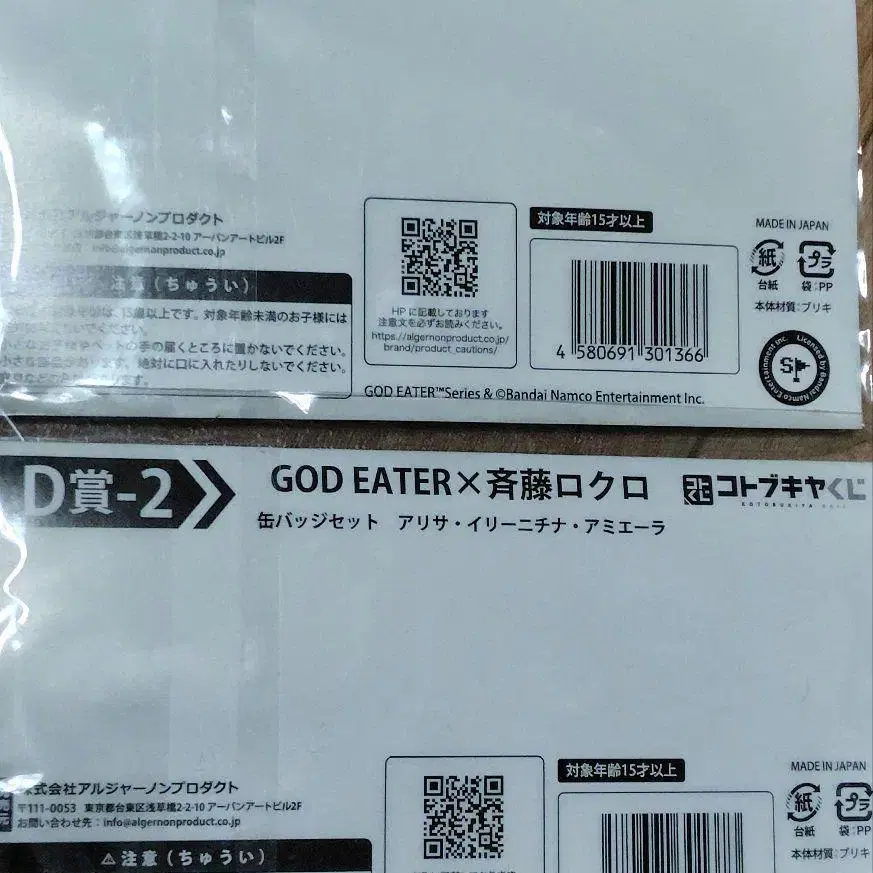 アルジャーノンプロダクト
都台東区浅草橋2-2-10 アーバンアートビル2F
info@algernonproduct.co.jp
注意(ちゅうい)
15歳以上です。対象年齢未満のお子様には
いでください。
の手の届くところに置かないでください。
絶対に口に入れたりしないでください。
HPに記載しております
注意文を必ずお読みください。
https://algernonproduct.co.jp/
brand/product_cautions/
対象年齢15才以上
4 580691 301366
MADE IN JAPAN
紙 プラ
台紙 袋:PP
本体材質:ブリキ
Licensed by Bandai Namco Entertainment Inc.
GOD EATER™Series & ©Bandai Namco Entertainment Inc.
D賞-2
GOD EATER×斉藤ロクロ
コトブキヤくじ
KOTOBUKIYA KUJI
缶バッジセット アリサ・イリーニチナ・アミエーラ
株式会社アルジャーノンプロダクト
〒111-0053 東京都台東区浅草橋2-2-10 アーバンアートビル2F
お問い合わせ先:info@algernonproduct.co.jp
⚠注意(ちゅうい)
対象年齢15才以上
MADE IN JAPAN
紙 プラ
台紙 袋:PP
本体材質:ブリキ